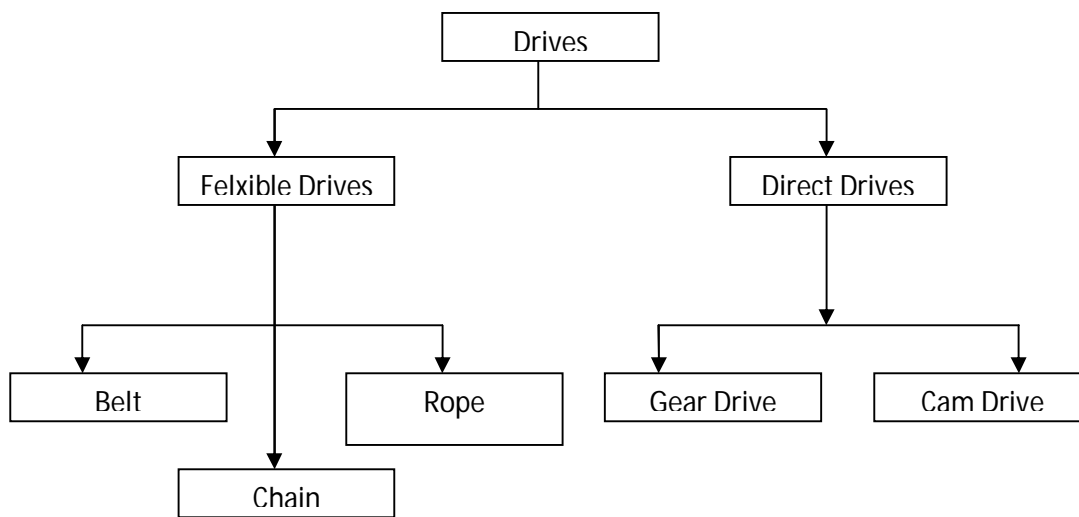 Drives
Felxible Drives
Direct Drives
Belt
Rope
Gear Drive
Cam Drive
Chain